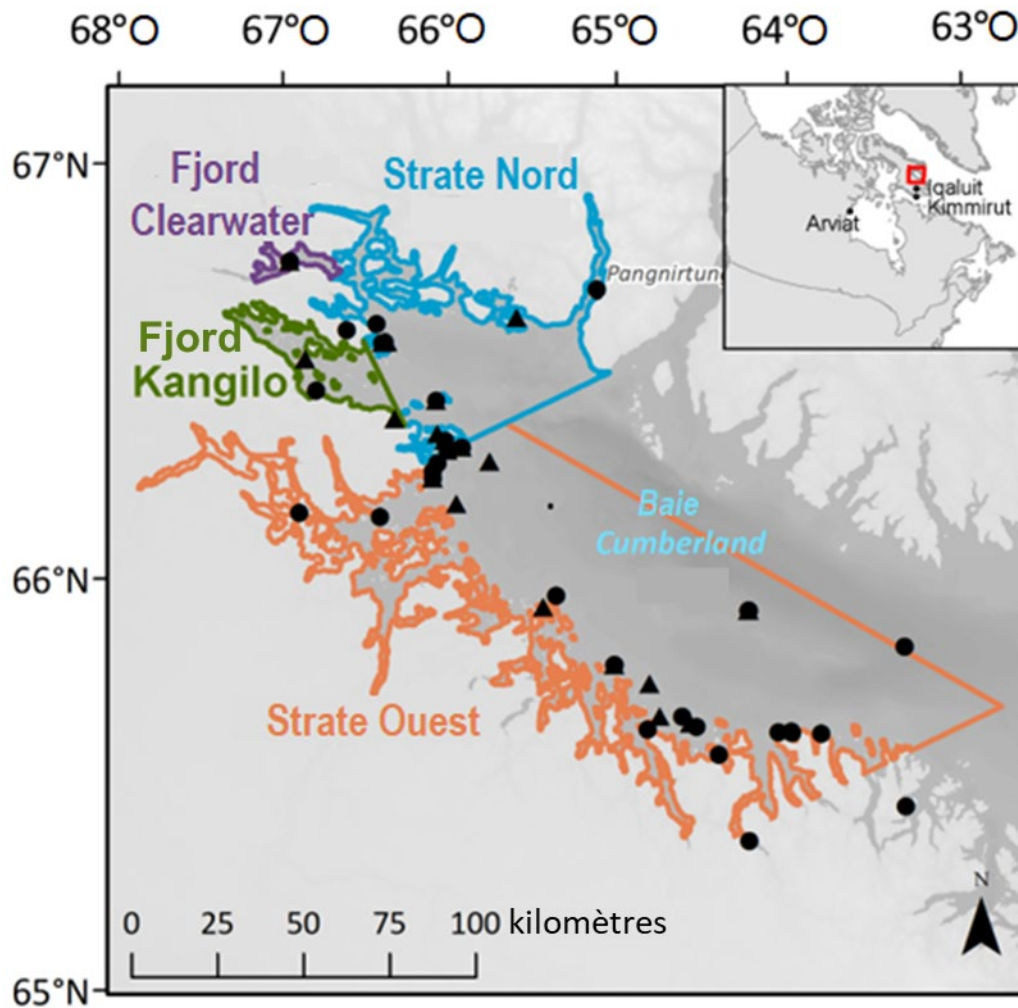 68°O 67°O 66°O 65°O 64°O 63°O
67°N
Fjord
Clearwater
Strate Nord
Iqaluit
Kimmirut
Arviat
Pangnirtung
Fjord
Kangilo
Baie
Cumberland
66°N
Strate Ouest
N
0 25 50 75 100 kilomètres
65°N